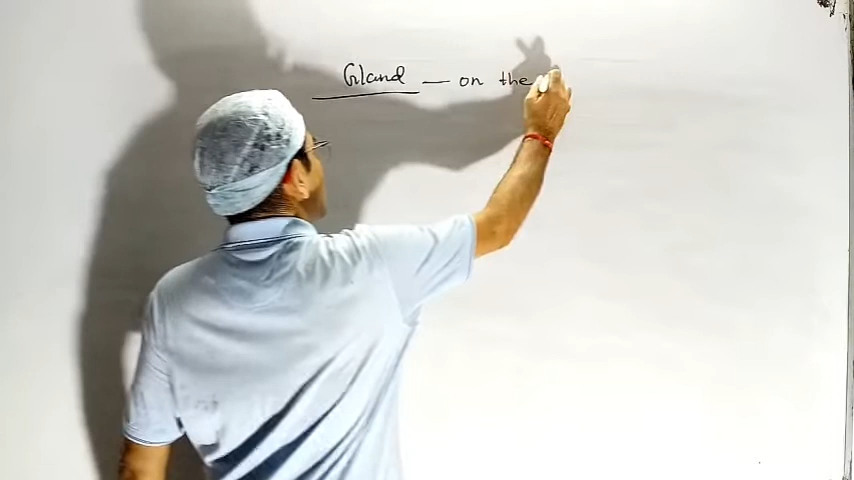 Gland — on the